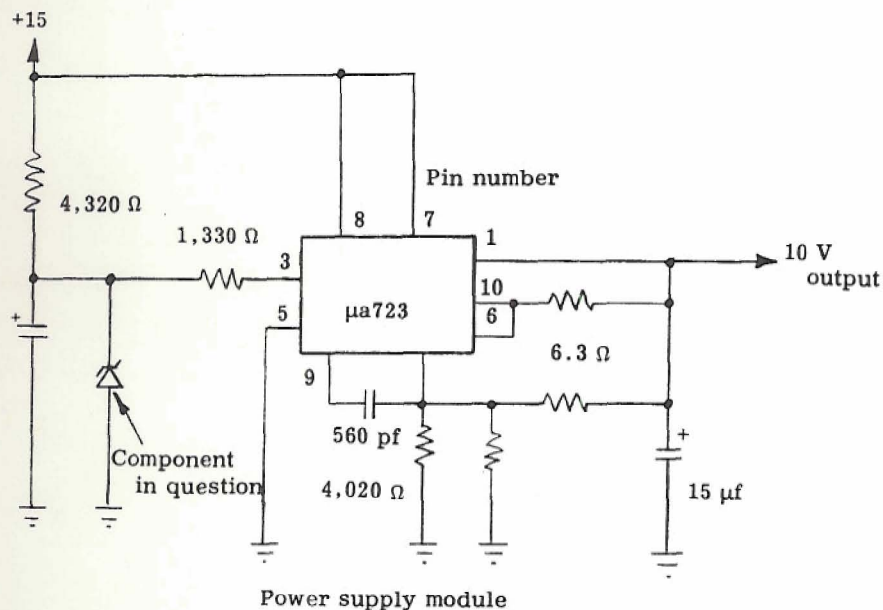 +15
4,320 Ω
1,330 Ω
Pin number
8
7
3
1
10 V
output
10
5
μa723
6
6.3 Ω
9
+
560 pf
+
Component
in question
4,020 Ω
15 μf
Power supply module